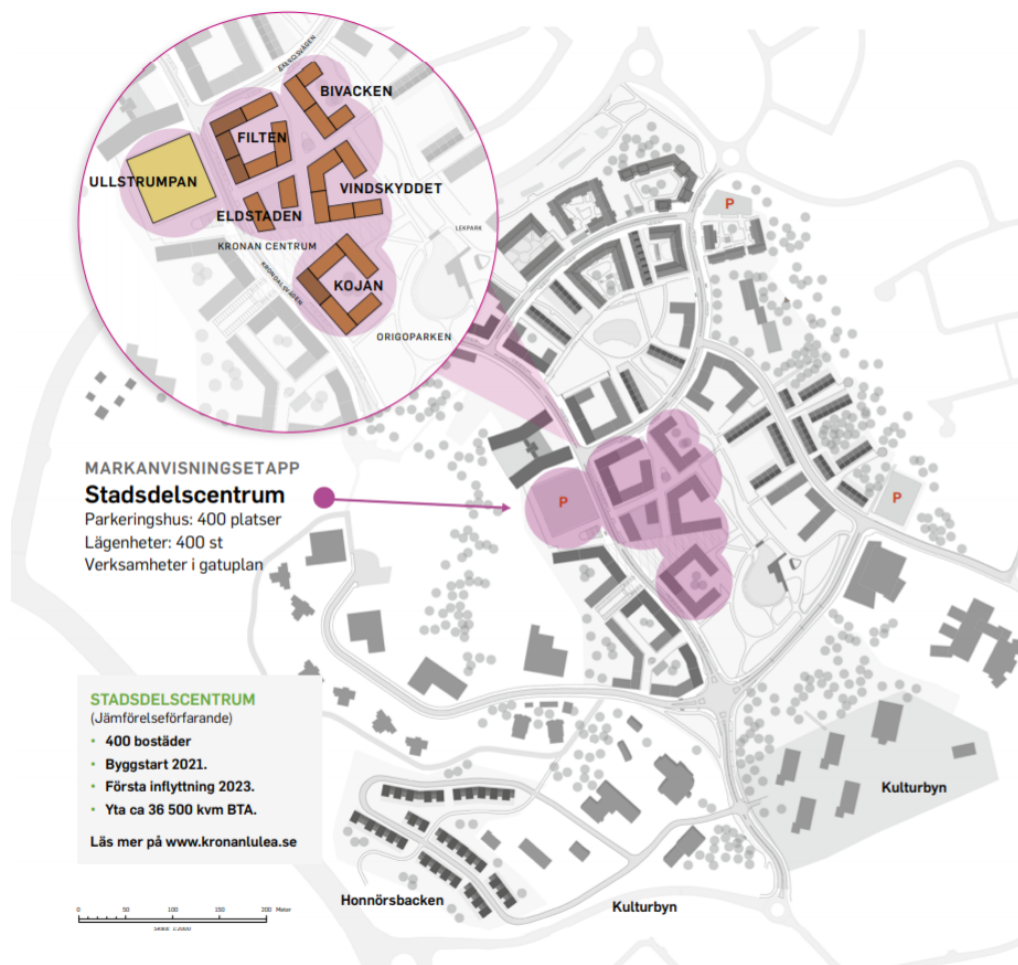 EXERCISVÄGEN
BIVACKEN
FILTEN
ULLSTRUMPAN
VINDSKYDDET
ELDSTADEN
LEKPARK
KRONAN CENTRUM
KRONDALSVÄGEN
KOJAN
ORIGOPARKEN
P
P
P
MARKANVISNINGSETAPP
Stadsdelscentrum
Parkeringshus: 400 platser
Lägenheter: 400 st
Verksamheter i gatuplan
STADSDELSCENTRUM
(Jämförelseförfarande)
• 400 bostäder
• Byggstart 2021.
• Första inflyttning 2023.
• Yta ca 36 500 kvm BTA.
Läs mer på www.kronanlulea.se
Kulturbyn
Honnörsbacken
Kulturbyn
0 50 100 150 200 Meter